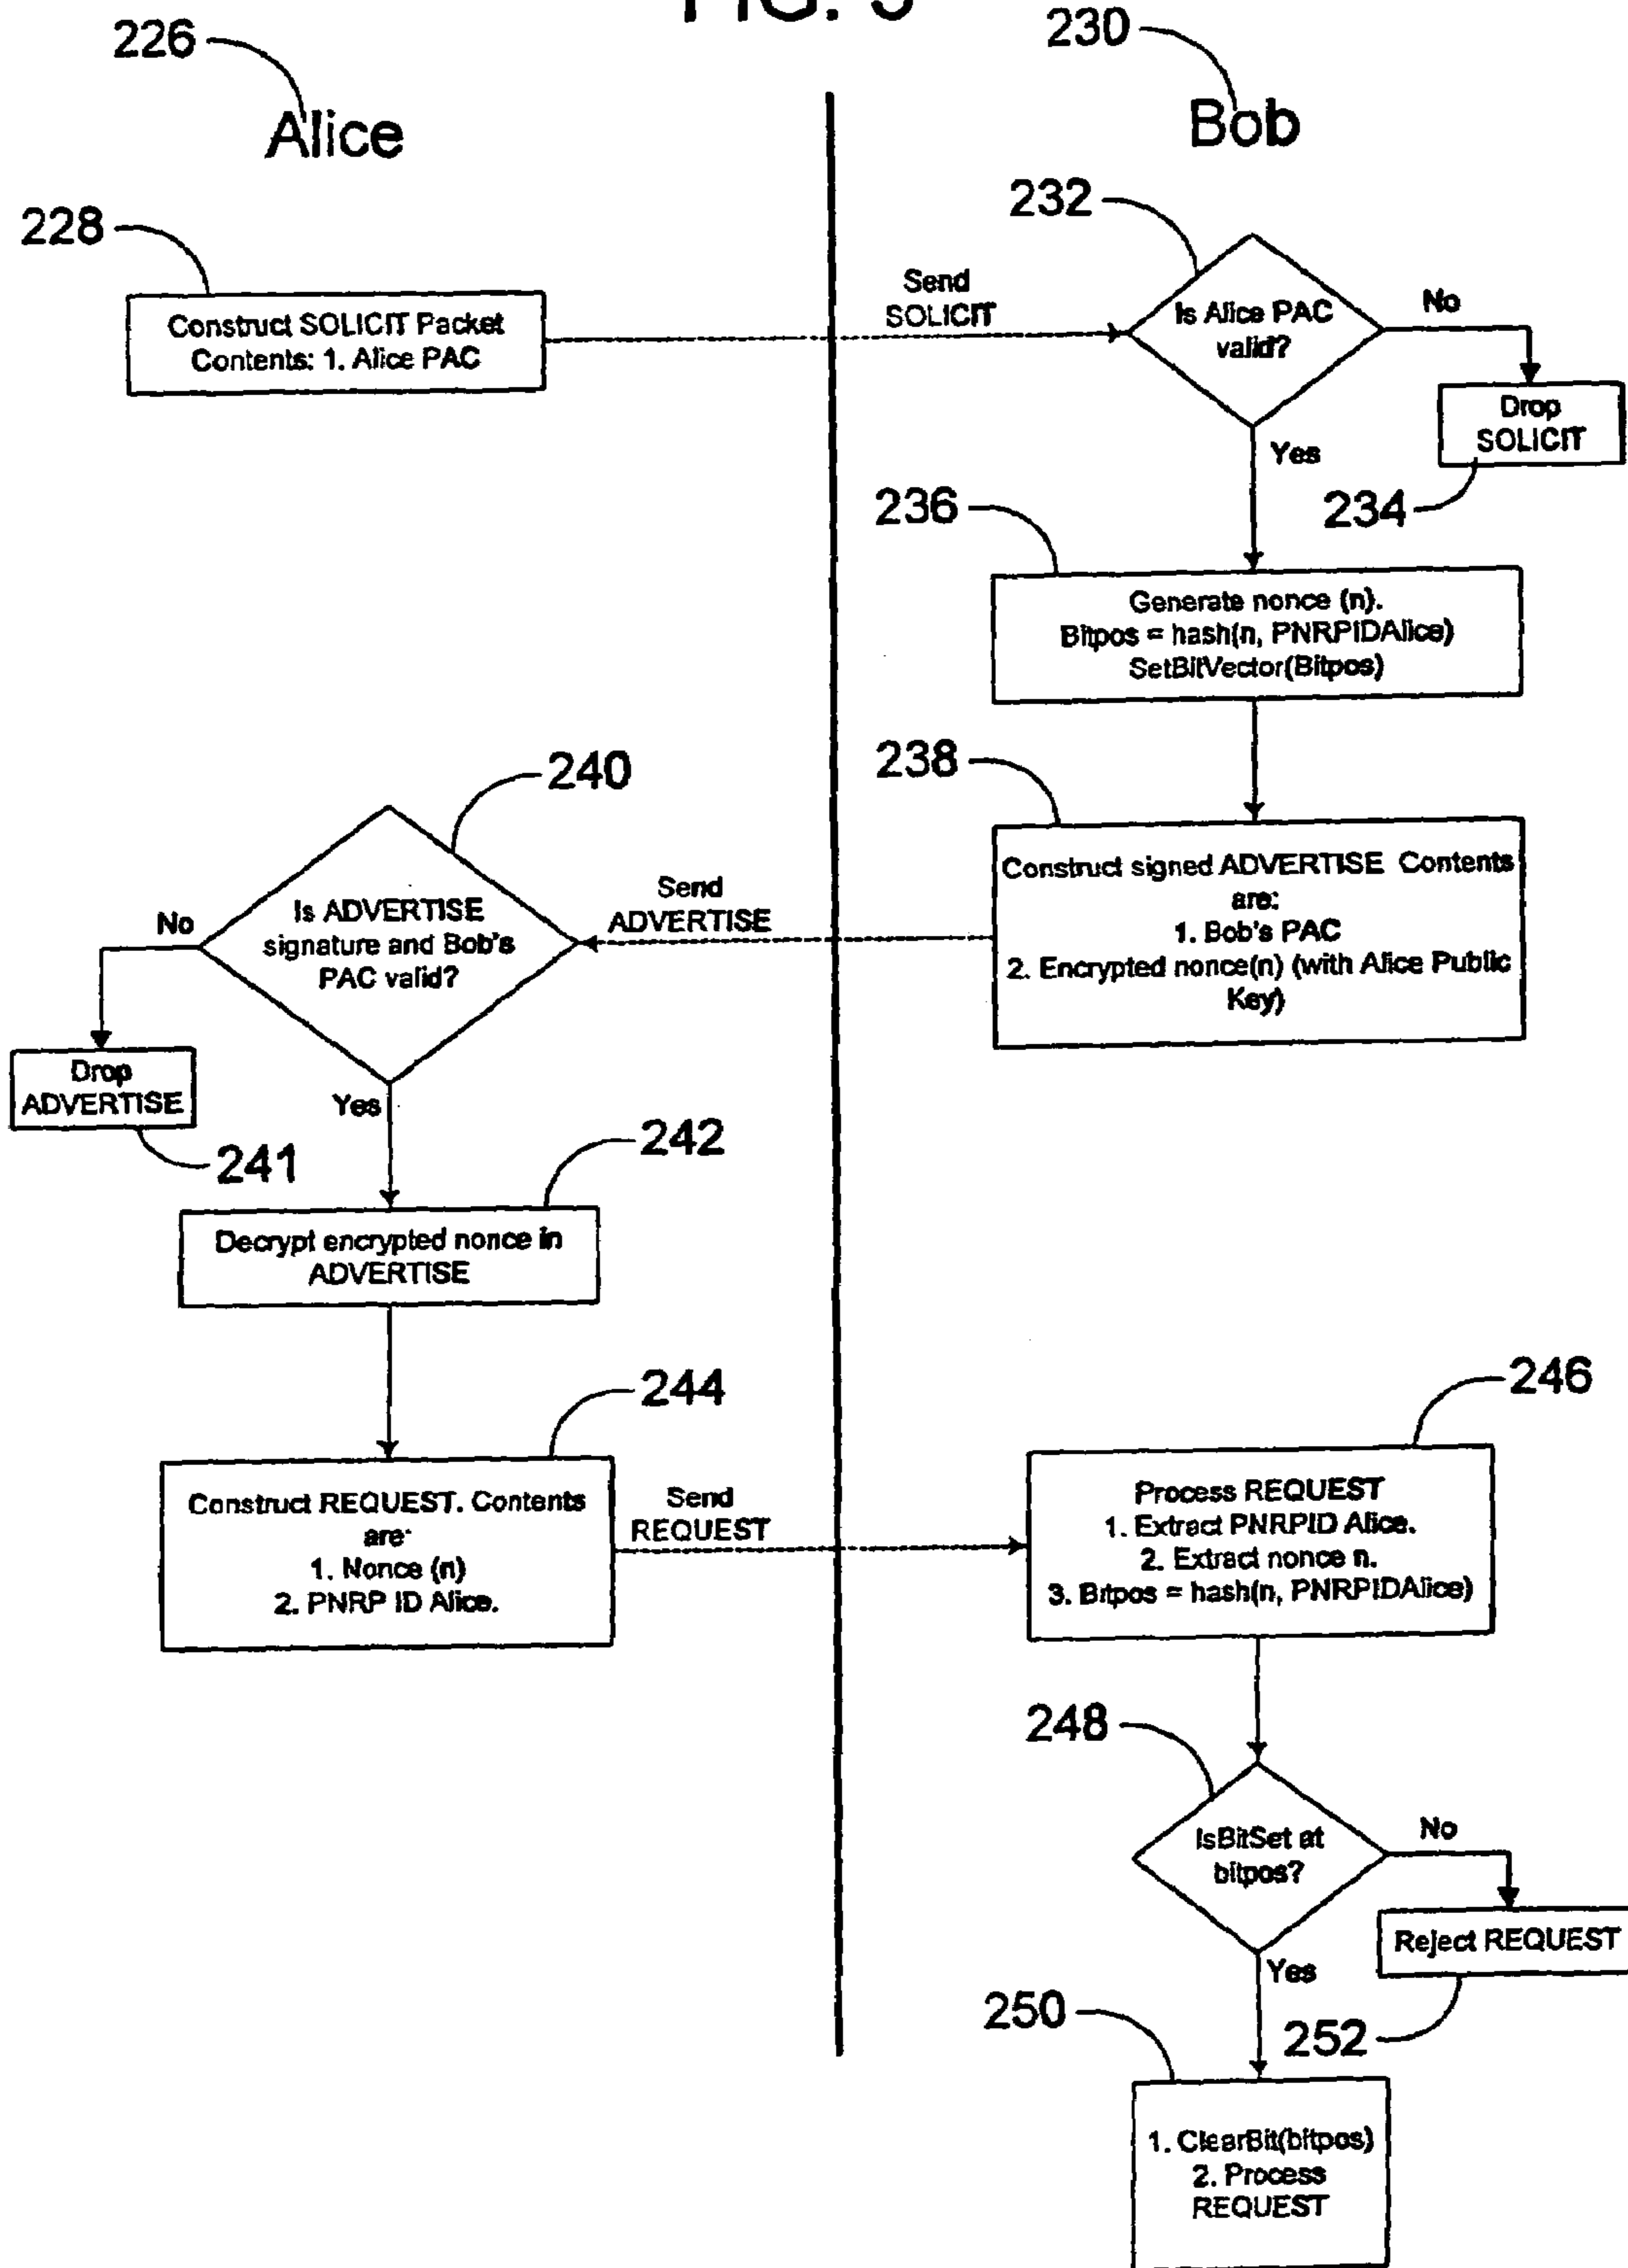 226
230
Alice
Bob
228
232
Construct SOLICIT Packet
Contents: 1. Alice PAC
Send
SOLICIT
Is Alice PAC
valid?
No
Drop
SOLICIT
234
Yes
236
Generate nonce (n).
Bitpos = hash(n, PNRPIDAlice)
SetBitVector(Bitpos)
238
Construct signed ADVERTISE Contents
are:
1. Bob's PAC
2. Encrypted nonce(n) (with Alice Public
Key)
240
Send
ADVERTISE
Is ADVERTISE
signature and Bob's
PAC valid?
No
Drop
ADVERTISE
241
Yes
242
Decrypt encrypted nonce in
ADVERTISE
244
Construct REQUEST. Contents
are:
1. Nonce (n)
2. PNRP ID Alice.
Send
REQUEST
246
Process REQUEST
1. Extract PNRPID Alice.
2. Extract nonce n.
3. Bitpos = hash(n, PNRPIDAlice)
248
IsBitSet at
bitpos?
No
Reject REQUEST
252
Yes
250
1. ClearBit(bitpos)
2. Process
REQUEST